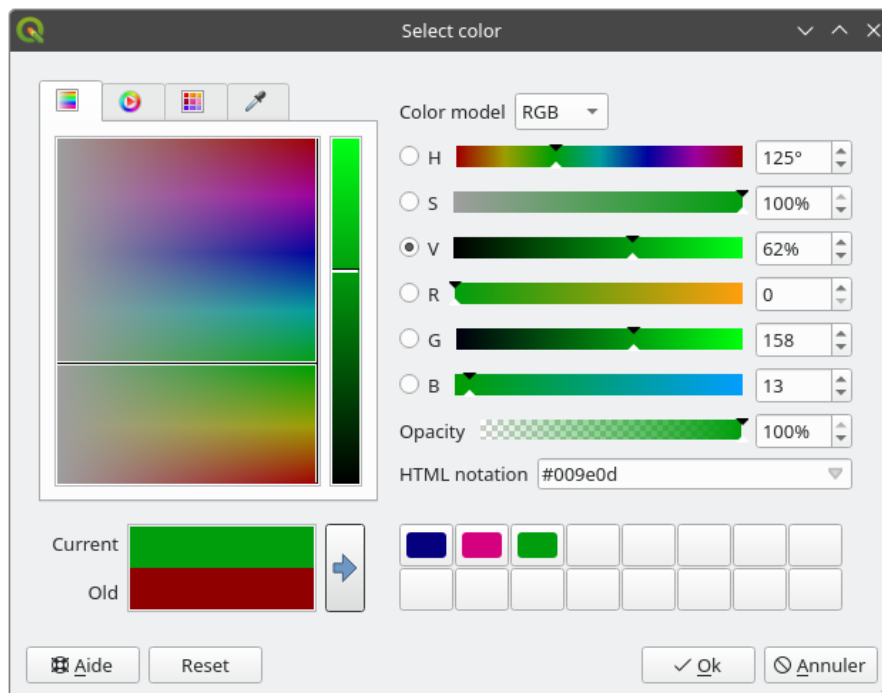 Select color
Color model RGB
H 125°
S 100%
V 62%
R 0
G 158
B 13
Opacity 100%
HTML notation #009e0d
Current
Old
Aide Reset Ok Annuler